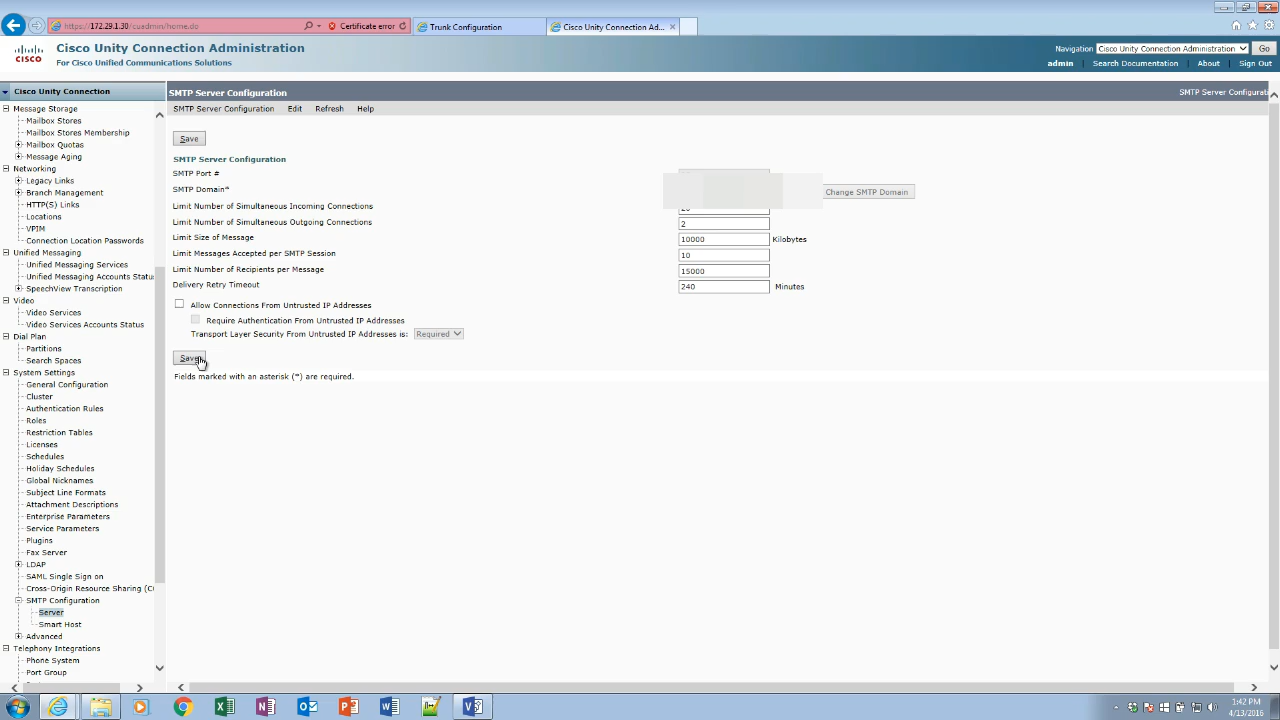 https://172.29.1.30/cuadmin/home.do
Certificate error
Trunk Configuration
Cisco Unity Connection Ad...
CISCO
Cisco Unity Connection Administration
For Cisco Unified Communications Solutions
Navigation Cisco Unity Connection Administration Go
admin Search Documentation About Sign Out
Cisco Unity Connection
Message Storage
Mailbox Stores
Mailbox Stores Membership
Mailbox Quotas
Message Aging
Networking
Legacy Links
Branch Management
HTTP(S) Links
Locations
VPIM
Connection Location Passwords
Unified Messaging
Unified Messaging Services
Unified Messaging Accounts Statu
SpeechView Transcription
Video
Video Services
Video Services Accounts Status
Dial Plan
Partitions
Search Spaces
System Settings
General Configuration
Cluster
Authentication Rules
Roles
Restriction Tables
Licenses
Schedules
Holiday Schedules
Global Nicknames
Subject Line Formats
Attachment Descriptions
Enterprise Parameters
Service Parameters
Plugins
Fax Server
LDAP
SAML Single Sign on
Cross-Origin Resource Sharing (C
SMTP Configuration
Server
Smart Host
Advanced
Telephony Integrations
Phone System
Port Group
SMTP Server Configuration
SMTP Server Configurati
SMTP Server Configuration Edit Refresh Help
Save
SMTP Server Configuration
SMTP Port #
SMTP Domain*
Change SMTP Domain
Limit Number of Simultaneous Incoming Connections
Limit Number of Simultaneous Outgoing Connections 2
Limit Size of Message 10000 Kilobytes
Limit Messages Accepted per SMTP Session 10
Limit Number of Recipients per Message 15000
Delivery Retry Timeout 240 Minutes
Allow Connections From Untrusted IP Addresses
Require Authentication From Untrusted IP Addresses
Transport Layer Security From Untrusted IP Addresses is: Required
Save
Fields marked with an asterisk (*) are required.
1:42 PM
4/13/2016